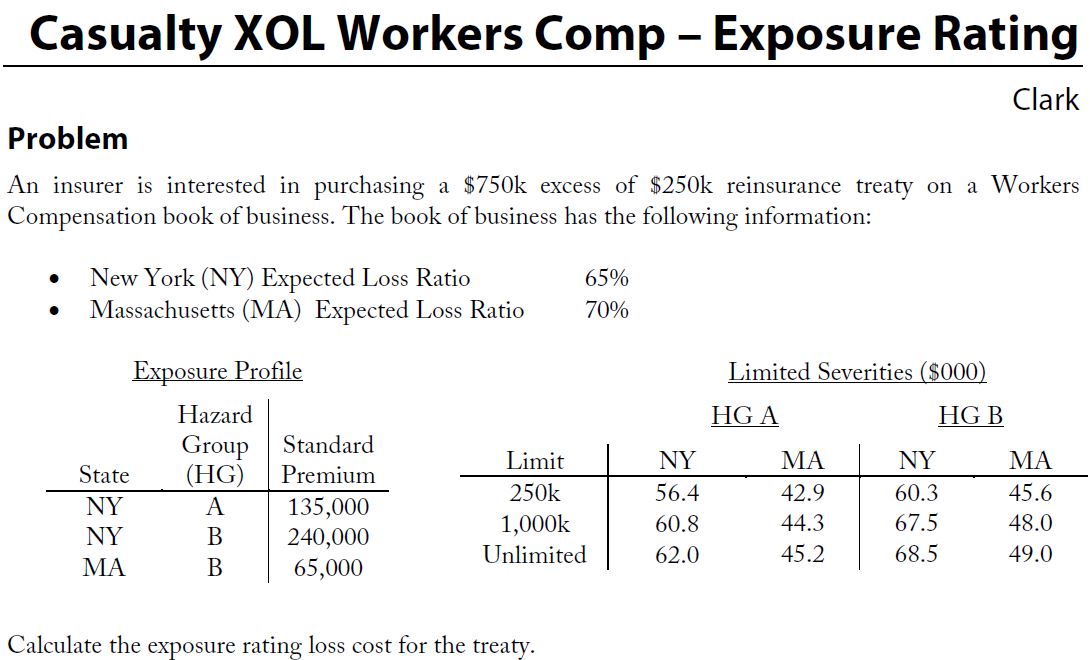 Casualty XOL Workers Comp – Exposure Rating
Clark
Problem
An insurer is interested in purchasing a $750k excess of $250k reinsurance treaty on a Workers
Compensation book of business. The book of business has the following information:
• New York (NY) Expected Loss Ratio 65%
• Massachusetts (MA) Expected Loss Ratio 70%
Exposure Profile
State Hazard Group (HG) Standard Premium
NY A 135,000
NY B 240,000
MA B 65,000
Limited Severities ($000)
HG A HG B
Limit NY MA NY MA
250k 56.4 42.9 60.3 45.6
1,000k 60.8 44.3 67.5 48.0
Unlimited 62.0 45.2 68.5 49.0
Calculate the exposure rating loss cost for the treaty.